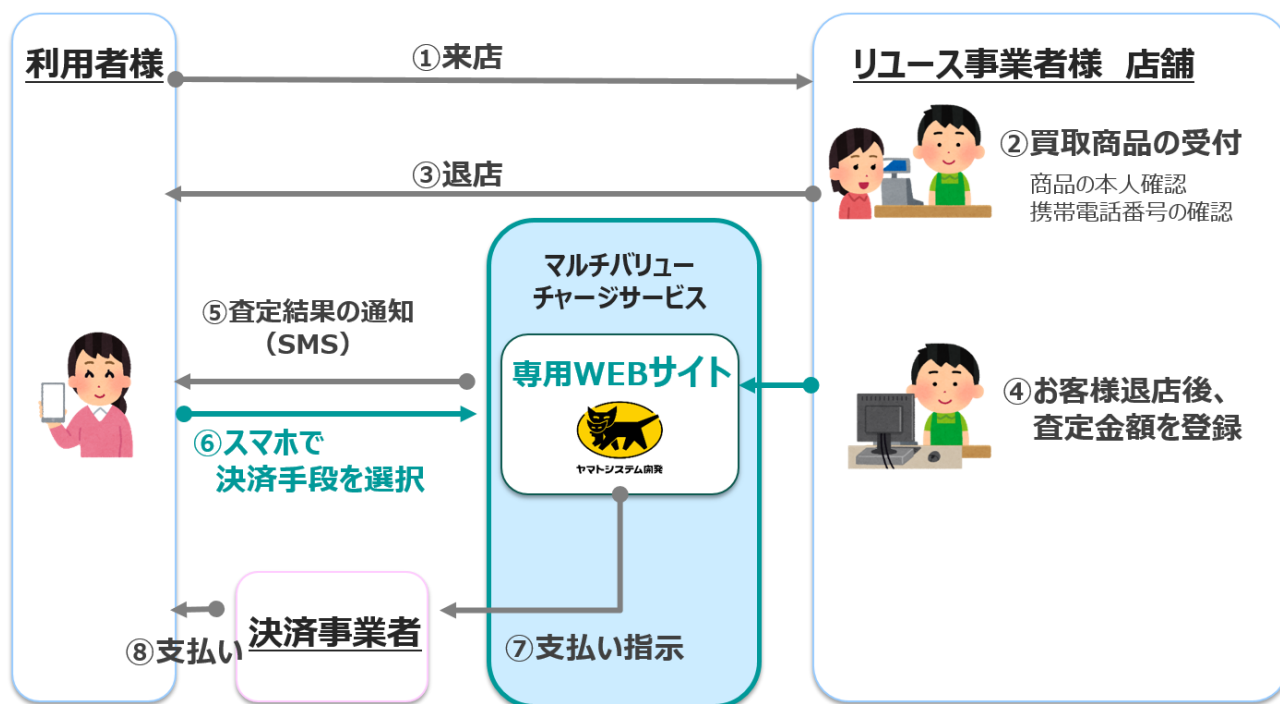 利用者様
①来店
リユース事業者様 店舗
②買取商品の受付
商品の本人確認
携帯電話番号の確認
③退店
マルチバリュー
チャージサービス
専用WEBサイト
ヤマトシステム開発
④お客様退店後、
査定金額を登録
⑤査定結果の通知
（SMS）
⑥スマホで
決済手段を選択
⑦支払い指示
決済事業者
⑧支払い